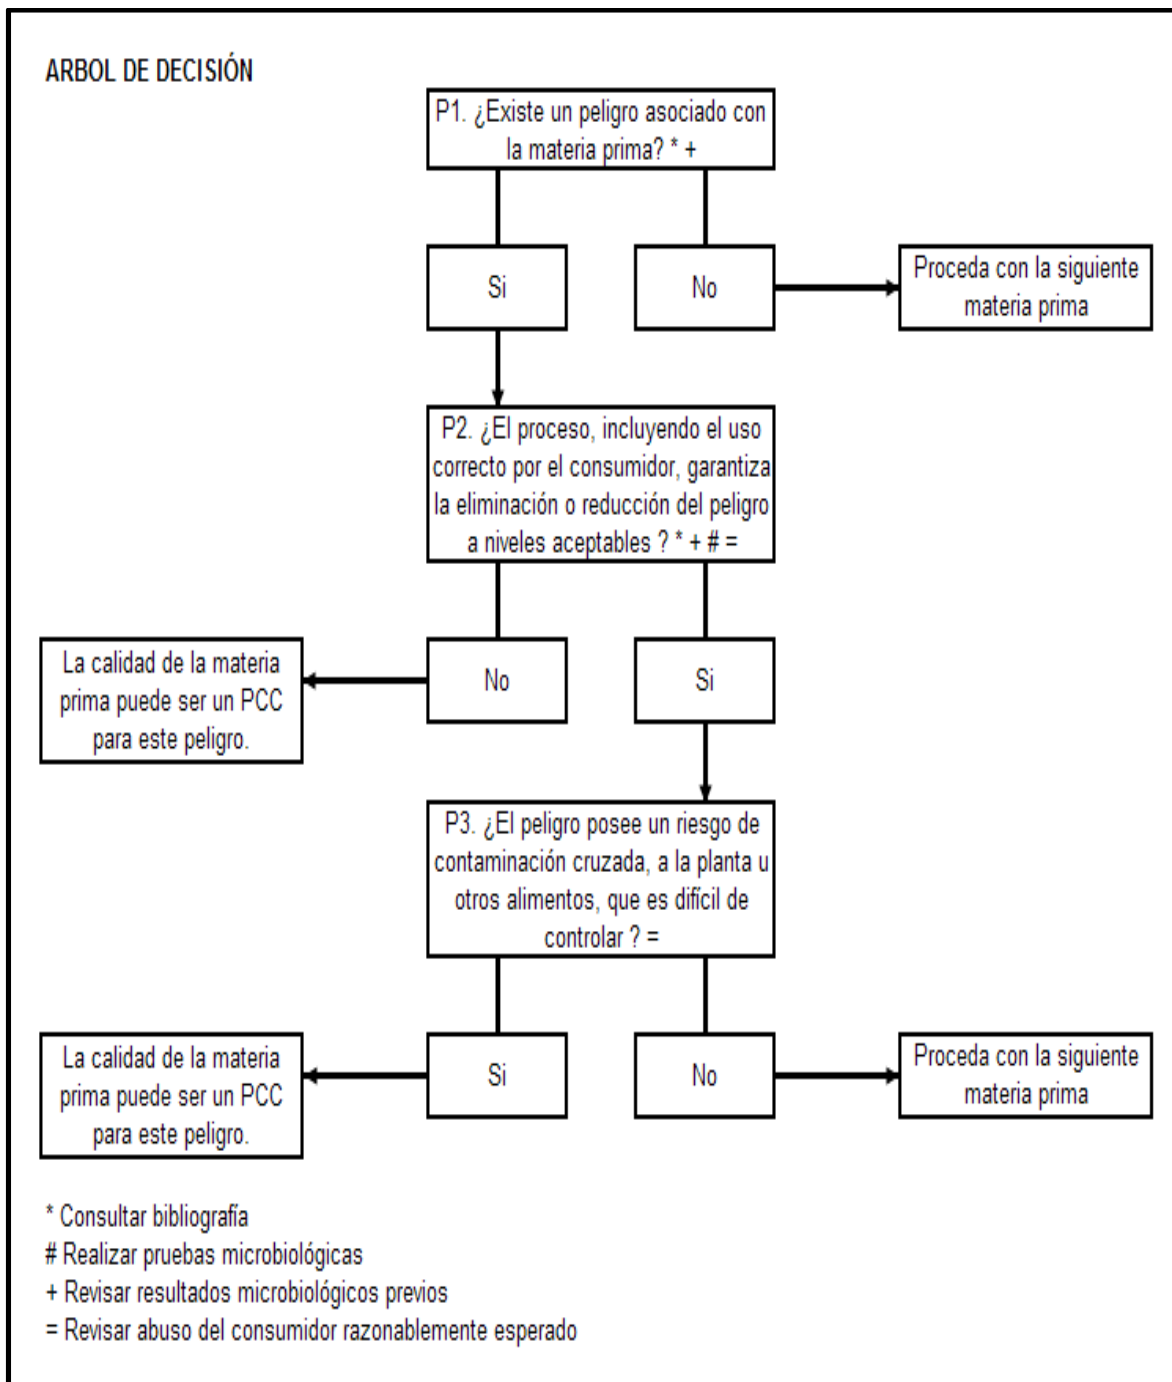 ARBOL DE DECISIÓN
P1. ¿Existe un peligro asociado con
la materia prima? * +
Si
No
Proceda con la siguiente
materia prima
P2. ¿El proceso, incluyendo el uso
correcto por el consumidor, garantiza
la eliminación o reducción del peligro
a niveles aceptables ? * + # =
La calidad de la materia
prima puede ser un PCC
para este peligro.
No
Si
P3. ¿El peligro posee un riesgo de
contaminación cruzada, a la planta u
otros alimentos, que es difícil de
controlar ? =
La calidad de la materia
prima puede ser un PCC
para este peligro.
Si
No
Proceda con la siguiente
materia prima
* Consultar bibliografía
# Realizar pruebas microbiológicas
+ Revisar resultados microbiológicos previos
= Revisar abuso del consumidor razonablemente esperado